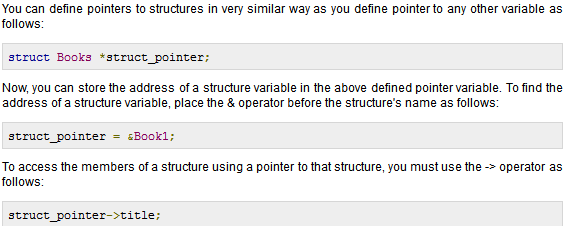 You can define pointers to structures in very similar way as you define pointer to any other variable as
follows:
struct Books *struct_pointer;
Now, you can store the address of a structure variable in the above defined pointer variable. To find the
address of a structure variable, place the & operator before the structure's name as follows:
struct_pointer = &Book1;
To access the members of a structure using a pointer to that structure, you must use the -> operator as
follows:
struct_pointer->title;